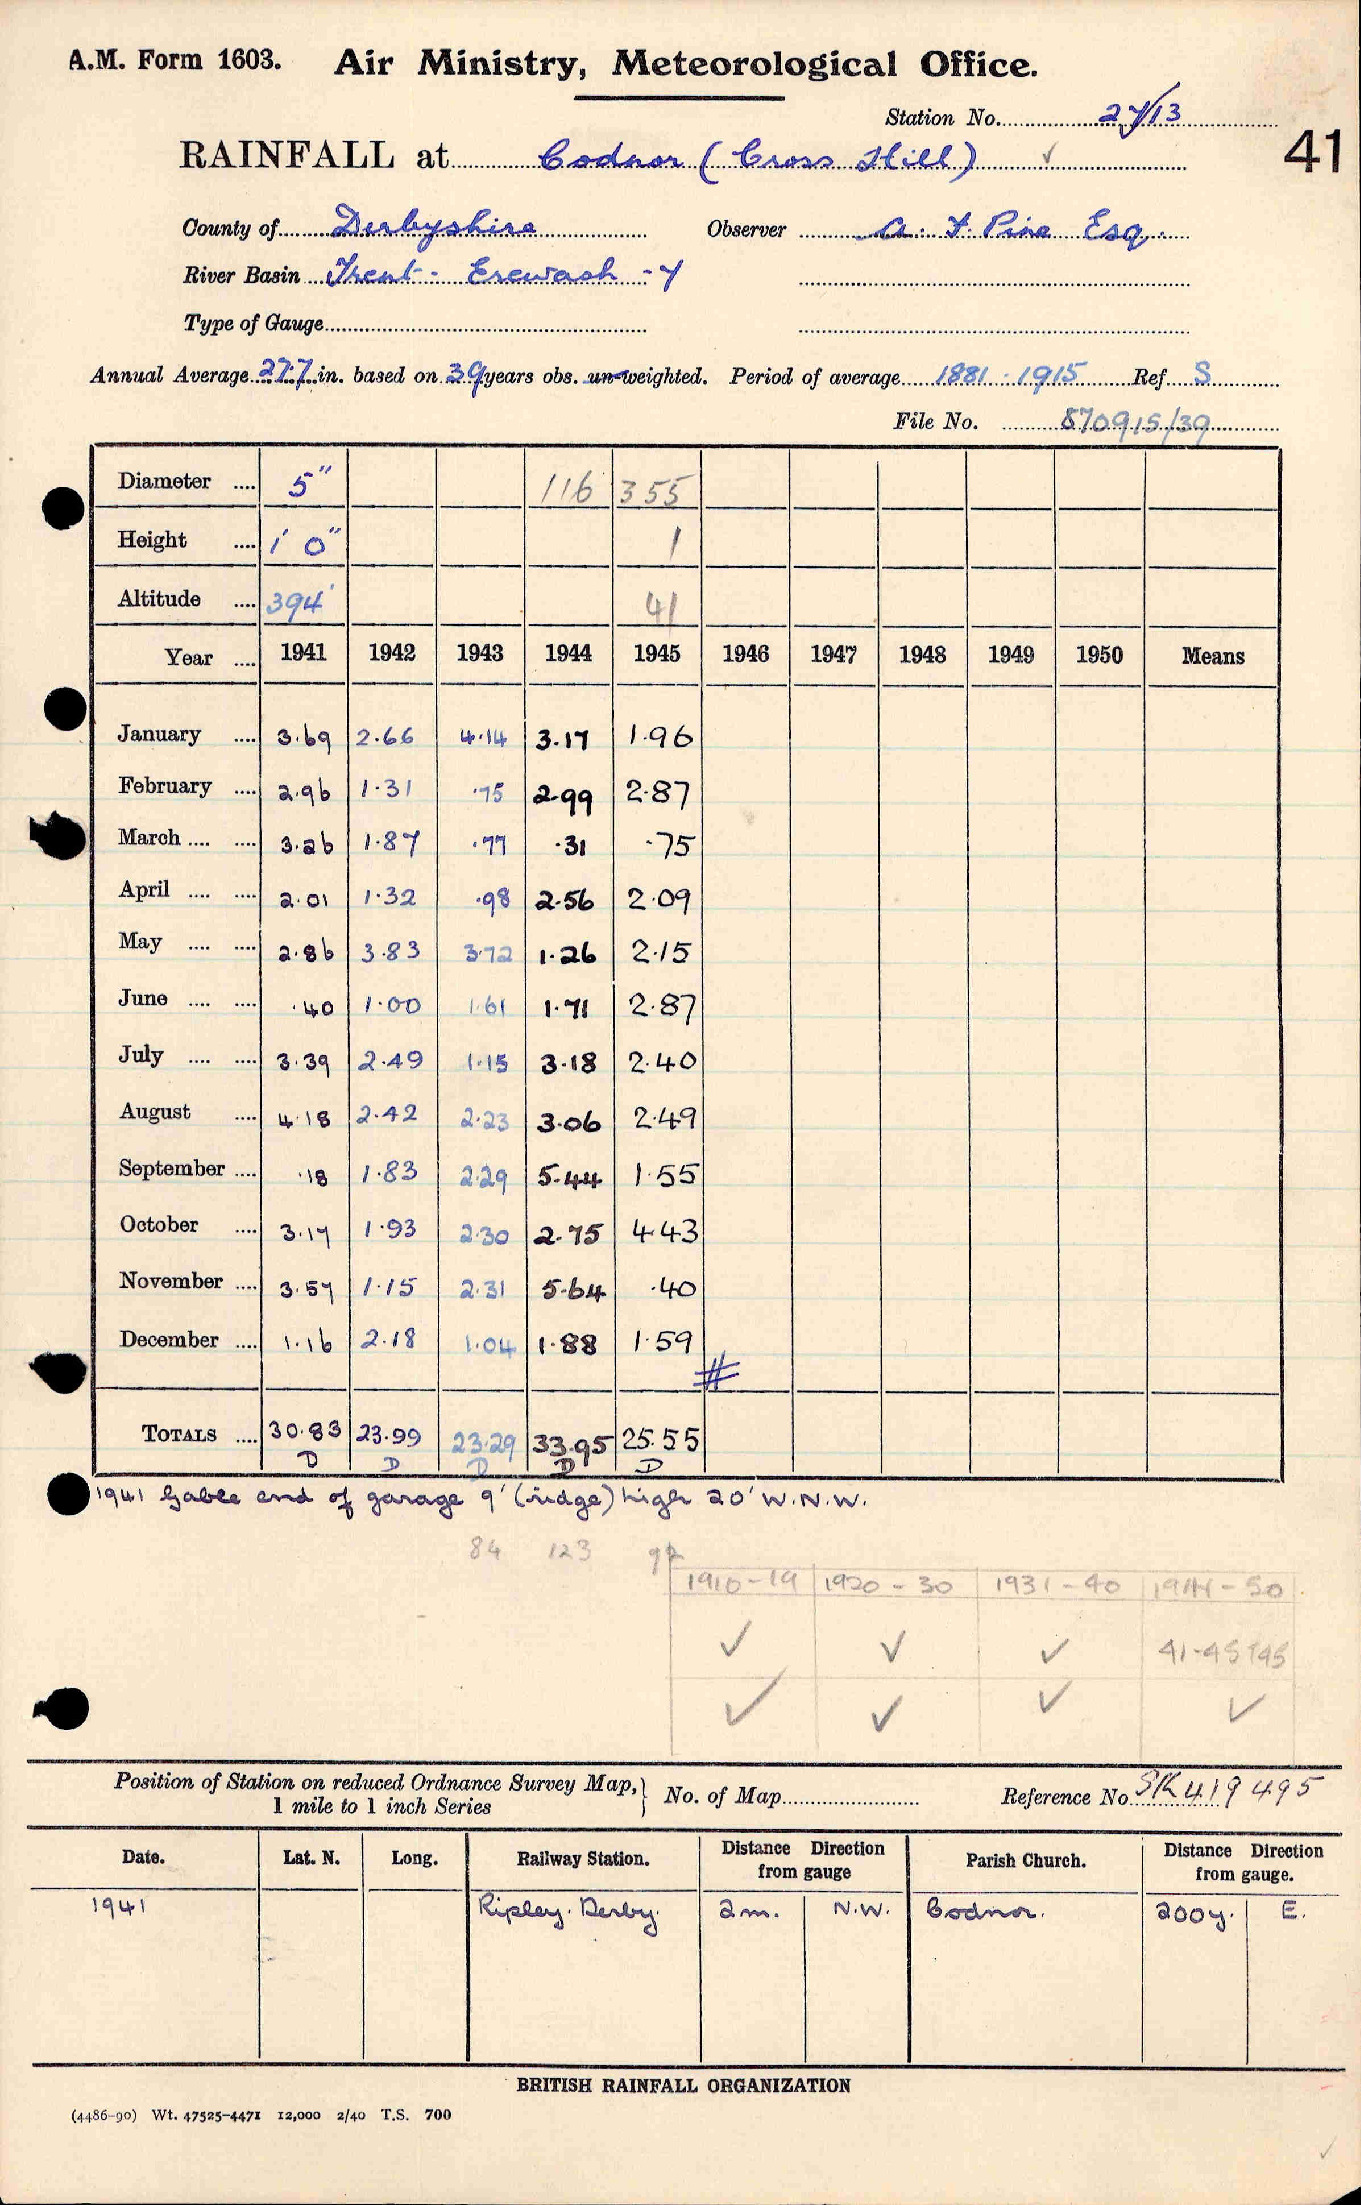 A.M. Form 1603. Air Ministry, Meteorological Office.
Station No. 27/13
RAINFALL at Codnor (Cross Hill) ✓ 41
County of Derbyshire Observer A. F. Pine Esq.
River Basin Trent - Erewash - 7
Type of Gauge
Annual Average 27.7 in. based on 39 years obs. un-weighted. Period of average 1881 - 1915 Ref S
File No. 870915/39
Diameter .... 5" 116 355
Height .... 1' 0" 1
Altitude .... 394' 41
Year .... 1941 1942 1943 1944 1945 1946 1947 1948 1949 1950 Means
January .... 3.69 2.66 4.14 3.17 1.96
February .... 2.96 1.31 .75 2.99 2.87
March .... .... 3.26 1.87 .77 .31 .75
April .... .... 2.01 1.32 .98 2.56 2.09
May .... .... 2.86 3.83 3.72 1.26 2.15
June .... .... .40 1.00 1.61 1.71 2.87
July .... .... 3.39 2.49 1.15 3.18 2.40
August .... 4.18 2.42 2.23 3.06 2.49
September .... .18 1.83 2.29 5.44 1.55
October .... 3.17 1.93 2.30 2.75 4.43
November .... 3.57 1.15 2.31 5.64 .40
December .... 1.16 2.18 1.04 1.88 1.59
#
TOTALS .... 30.83 23.99 23.29 33.95 25.55
D D D D D
1941 Gable end of garage 9' (ridge) high 20' W.N.W.
84 123 92
1910-19 1920-30 1931-40 1941-50
✓ ✓ ✓ 41-45
✓ ✓ ✓ ✓
Position of Station on reduced Ordnance Survey Map, } No. of Map Reference No. SK 419 495
1 mile to 1 inch Series
Date. Lat. N. Long. Railway Station. Distance from gauge Direction Parish Church. Distance from gauge. Direction
1941 Ripley. Derby. 2m. N.W. Codnor. 200y. E.
BRITISH RAINFALL ORGANIZATION
(4486-90) Wt. 47525-4471 12,000 2/40 T.S. 700